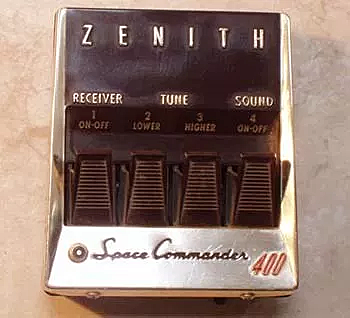 ZENITH
RECEIVER TUNE SOUND
1 2 3 4
ON-OFF LOWER HIGHER ON-OFF
Space Commander 400